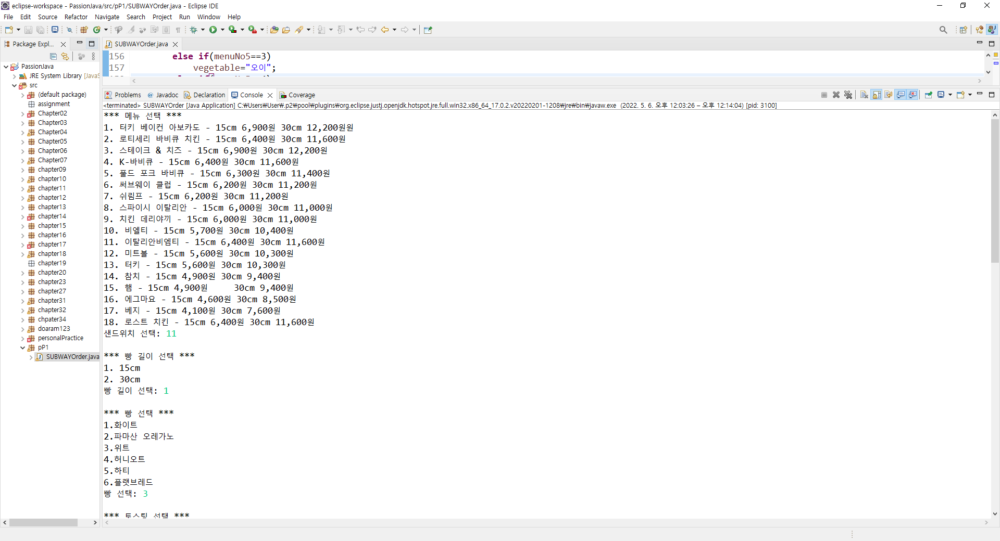 eclipse-workspace - PassionJava/src/pP1/SUBWAYOrder.java - Eclipse IDE
File Edit Source Refactor Navigate Search Project Run Window Help
Package Expl...
PassionJava
JRE System Library [JavaS
src
(default package)
assignment
Chapter02
Chapter03
Chapter04
Chapter05
Chapter06
Chapter07
chapter09
chapter10
chapter11
chapter12
chapter13
chapter14
chapter15
chapter16
chapter17
chapter18
chapter19
chapter20
chapter23
chapter27
chapter31
chapter32
chpater34
doaram123
personalPractice
pP1
SUBWAYOrder.java
SUBWAYOrder.java
156 else if(menuNo5==3)
157 vegetable="오이";
Problems @ Javadoc Declaration Console Coverage
<terminated> SUBWAYOrder [Java Application] C:₩Users₩User₩.p2₩pool₩plugins₩org.eclipse.justj.openjdk.hotspot.jre.full.win32.x86_64_17.0.2.v20220201-1208₩jre₩bin₩javaw.exe (2022. 5. 6. 오후 12:03:26 – 오후 12:14:04) [pid: 3100]
*** 메뉴 선택 ***
1. 터키 베이컨 아보카도 - 15cm 6,900원 30cm 12,200원원
2. 로티세리 바비큐 치킨 - 15cm 6,400원 30cm 11,600원
3. 스테이크 & 치즈 - 15cm 6,900원 30cm 12,200원
4. K-바비큐 - 15cm 6,400원 30cm 11,600원
5. 풀드 포크 바비큐 - 15cm 6,300원 30cm 11,400원
6. 써브웨이 클럽 - 15cm 6,200원 30cm 11,200원
7. 쉬림프 - 15cm 6,200원 30cm 11,200원
8. 스파이시 이탈리안 - 15cm 6,000원 30cm 11,000원
9. 치킨 데리야끼 - 15cm 6,000원 30cm 11,000원
10. 비엘티 - 15cm 5,700원 30cm 10,400원
11. 이탈리안비엠티 - 15cm 6,400원 30cm 11,600원
12. 미트볼 - 15cm 5,600원 30cm 10,300원
13. 터키 - 15cm 5,600원 30cm 10,300원
14. 참치 - 15cm 4,900원 30cm 9,400원
15. 햄 - 15cm 4,900원 30cm 9,400원
16. 에그마요 - 15cm 4,600원 30cm 8,500원
17. 베지 - 15cm 4,100원 30cm 7,600원
18. 로스트 치킨 - 15cm 6,400원 30cm 11,600원
샌드위치 선택: 11
*** 빵 길이 선택 ***
1. 15cm
2. 30cm
빵 길이 선택: 1
*** 빵 선택 ***
1.화이트
2.파마산 오레가노
3.위트
4.허니오트
5.하티
6.플랫브레드
빵 선택: 3
*** 토스팅 선택 ***